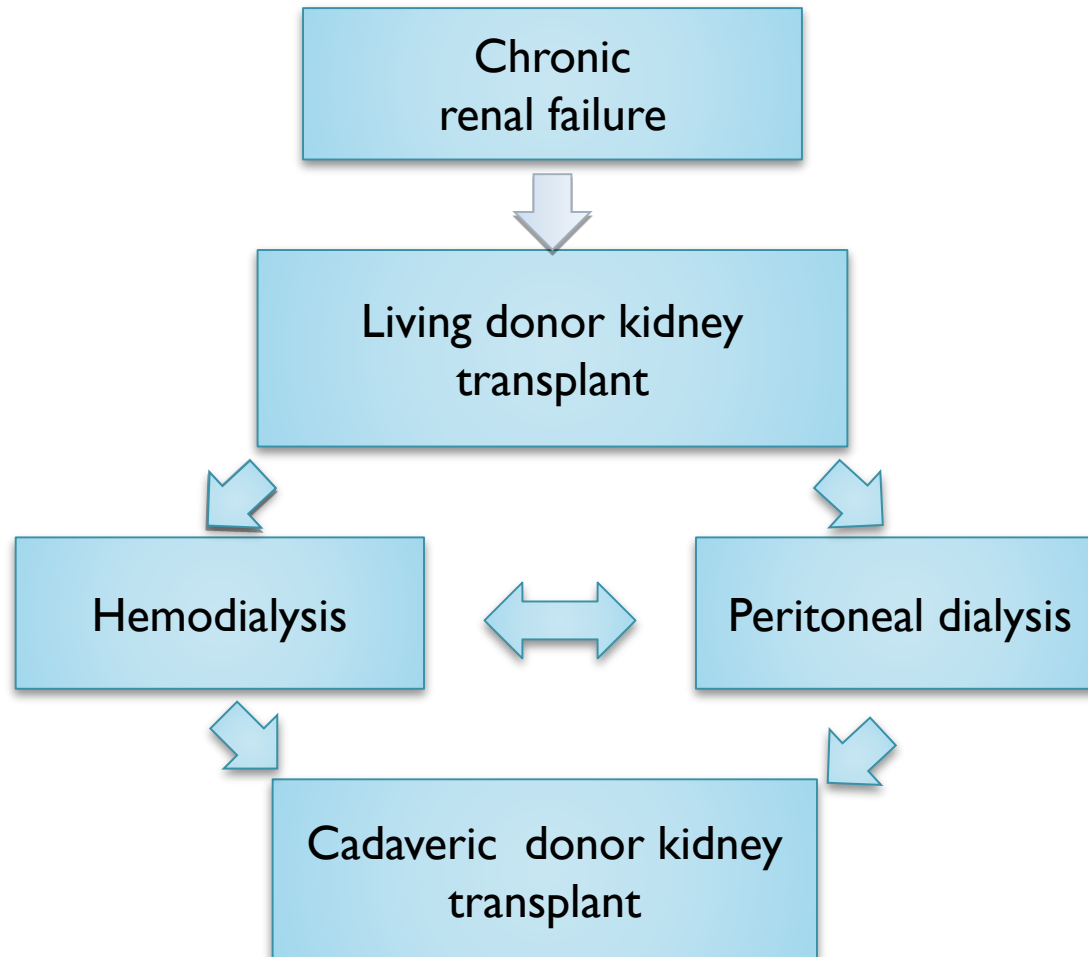 Chronic
renal failure
Living donor kidney
transplant
Hemodialysis
Peritoneal dialysis
Cadaveric  donor kidney
transplant